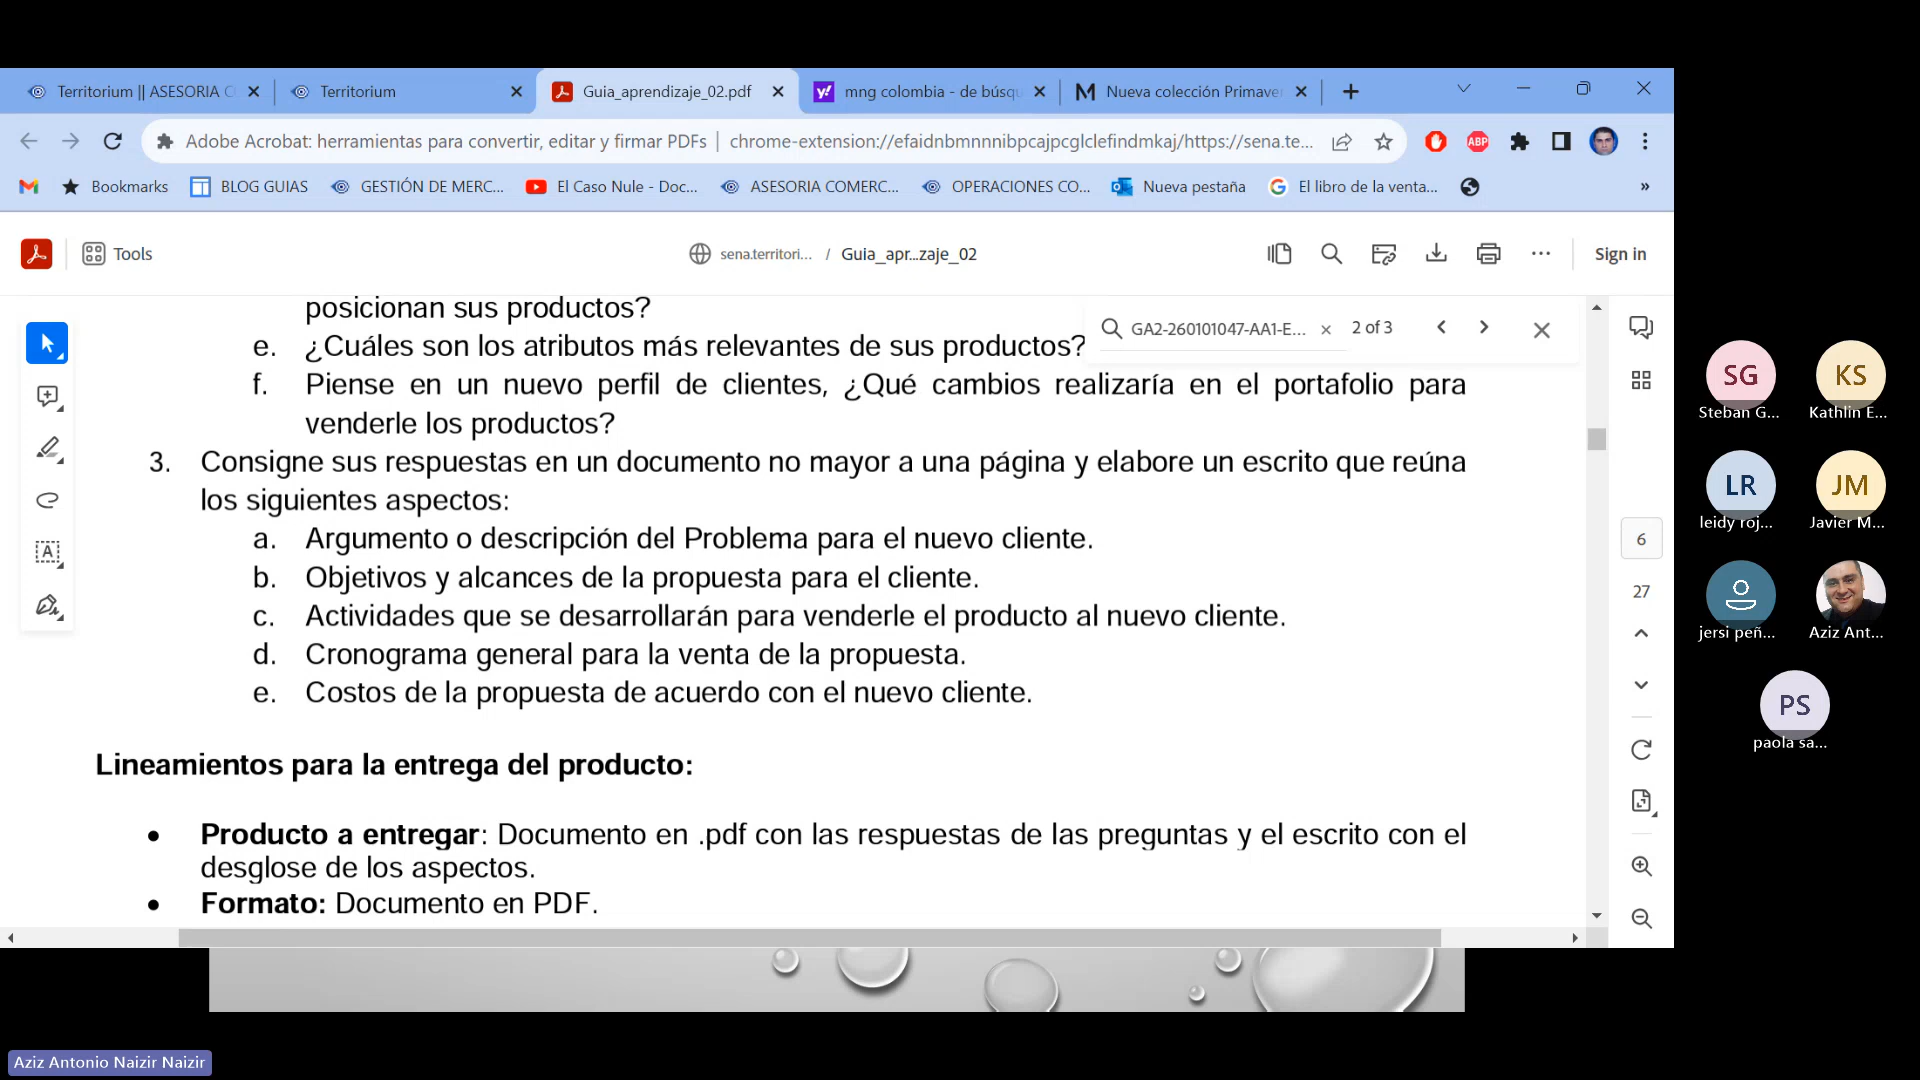 Territorium || ASESORIA C
Territorium
Guia_aprendizaje_02.pdf
mng colombia - de búsqu
Nueva colección Primaver
Adobe Acrobat: herramientas para convertir, editar y firmar PDFs | chrome-extension://efaidnbmnnnibpcajpcglclefindmkaj/https://sena.te...
ABP
Bookmarks
BLOG GUIAS
GESTIÓN DE MERC...
El Caso Nule - Doc...
ASESORIA COMERC...
OPERACIONES CO...
Nueva pestaña
El libro de la venta...
»
Tools
sena.territori... / Guia_apr...zaje_02
Sign in
GA2-260101047-AA1-E... 2 of 3
posicionan sus productos?
e. ¿Cuáles son los atributos más relevantes de sus productos?
f. Piense en un nuevo perfil de clientes, ¿Qué cambios realizaría en el portafolio para
venderle los productos?
3. Consigne sus respuestas en un documento no mayor a una página y elabore un escrito que reúna
los siguientes aspectos:
a. Argumento o descripción del Problema para el nuevo cliente.
b. Objetivos y alcances de la propuesta para el cliente.
c. Actividades que se desarrollarán para venderle el producto al nuevo cliente.
d. Cronograma general para la venta de la propuesta.
e. Costos de la propuesta de acuerdo con el nuevo cliente.
Lineamientos para la entrega del producto:
• Producto a entregar: Documento en .pdf con las respuestas de las preguntas y el escrito con el
desglose de los aspectos.
• Formato: Documento en PDF.
6
27
SG
Steban G...
KS
Kathlin E...
LR
leidy roj...
JM
Javier M...
jersi peñ...
Aziz Ant...
PS
paola sa...
Aziz Antonio Naizir Naizir